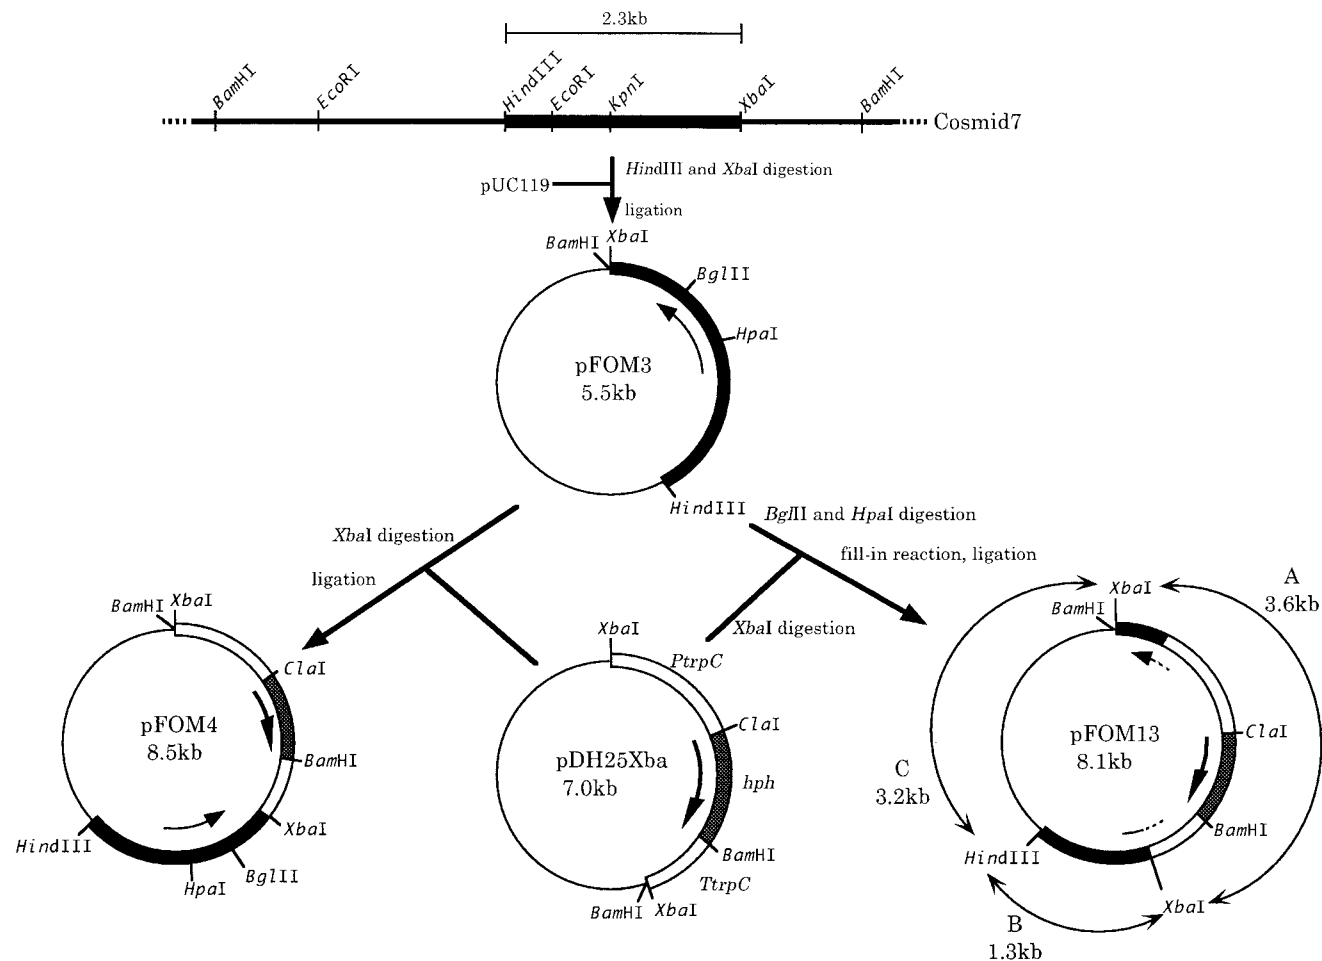 2.3kb
BamHI
EcoRI
HindIII
EcoRI
KpnI
XbaI
BamHI
Cosmid7
HindIII and XbaI digestion
pUC119
ligation
BamHI
XbaI
BglII
HpaI
pFOM3
5.5kb
HindIII
XbaI digestion
ligation
BglII and HpaI digestion
fill-in reaction, ligation
XbaI digestion
BamHI
XbaI
ClaI
pFOM4
8.5kb
BamHI
XbaI
HindIII
HpaI
BglII
XbaI
PtrpC
ClaI
pDH25Xba
7.0kb
hph
BamHI
TtrpC
BamHI
XbaI
A
3.6kb
XbaI
BamHI
pFOM13
8.1kb
ClaI
C
3.2kb
BamHI
HindIII
XbaI
B
1.3kb